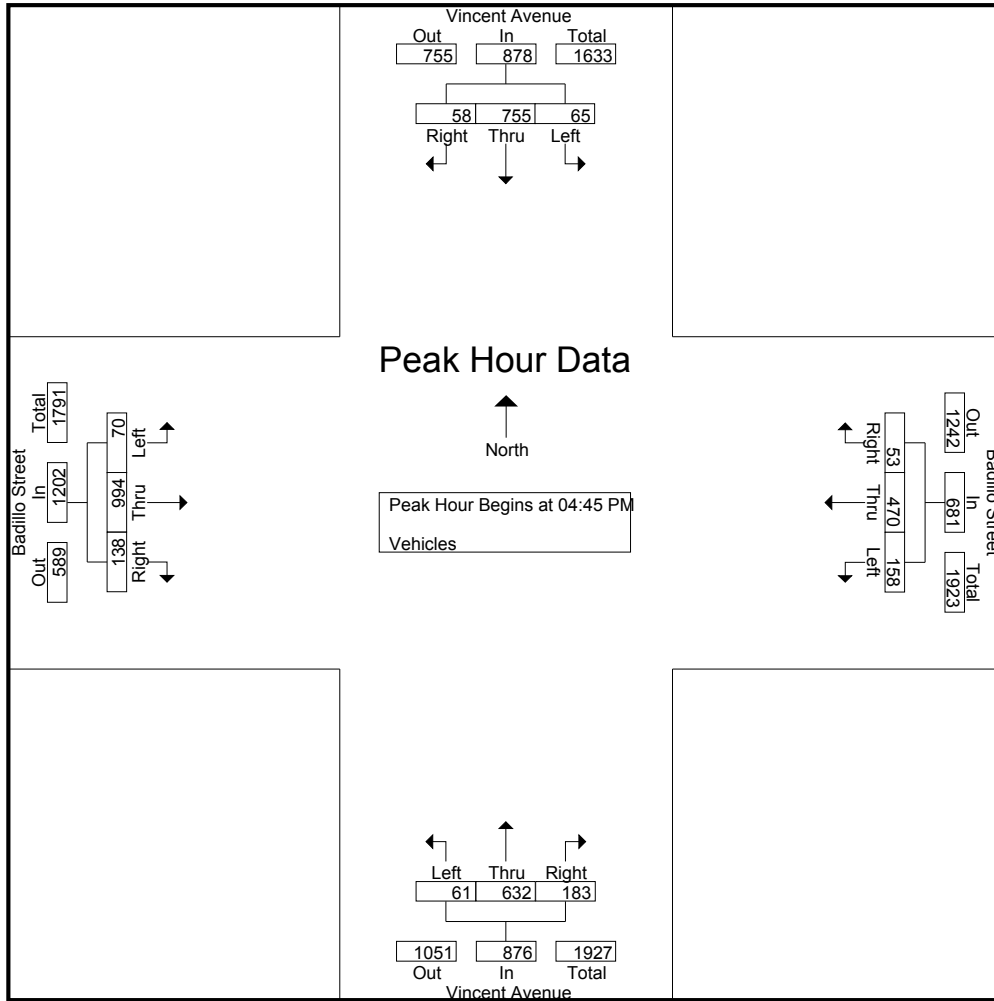 Vincent Avenue
Out In Total
755 878 1633
58 755 65
Right Thru Left
Peak Hour Data
North
Peak Hour Begins at 04:45 PM
Vehicles
Badillo Street
Out In Total
589 1202 1791
138 994 70
Right Thru Left
Badillo Street
Out In Total
1242 681 1923
53 470 158
Right Thru Left
Left Thru Right
61 632 183
1051 876 1927
Out In Total
Vincent Avenue